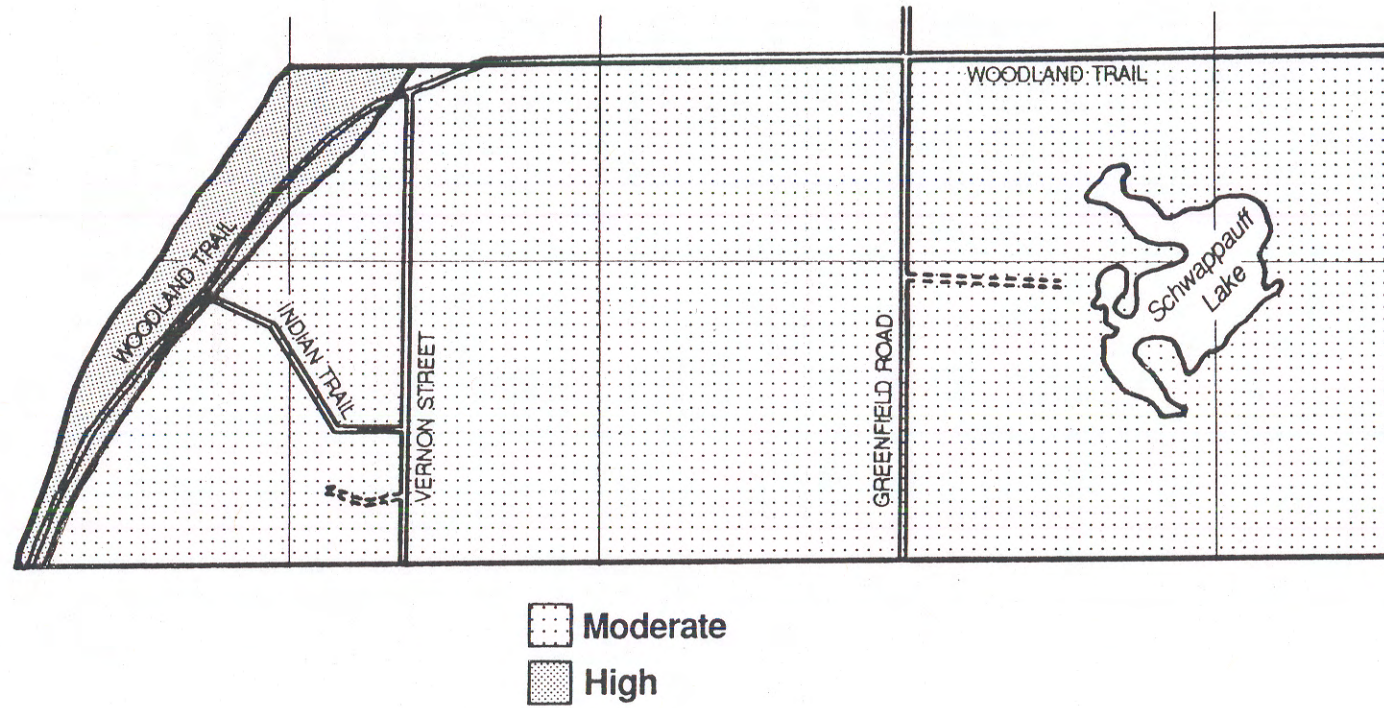 WOODLAND TRAIL
WOODLAND TRAIL
INDIAN TRAIL
VERNON STREET
GREENFIELD ROAD
Schwappauff
Lake
Moderate
High